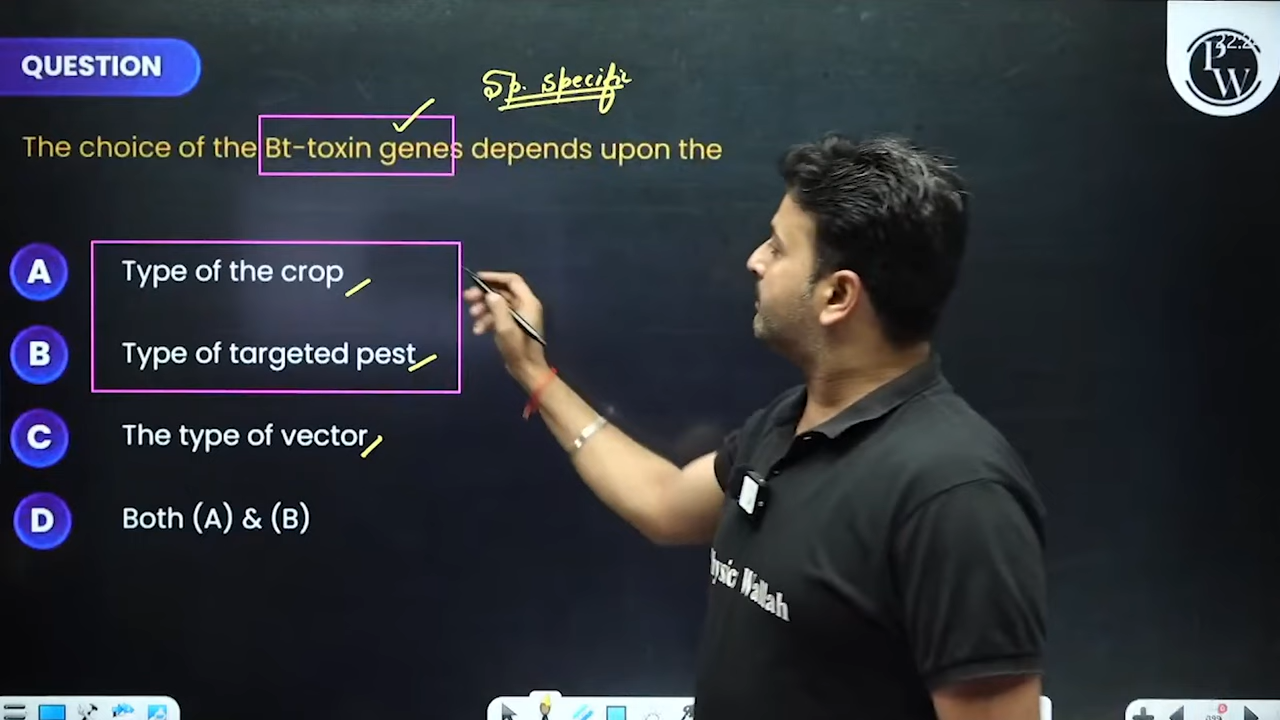 QUESTION
Sp. specific
The choice of the Bt-toxin genes depends upon the
A Type of the crop
B Type of targeted pest
C The type of vector
D Both (A) & (B)
PW
Wallah